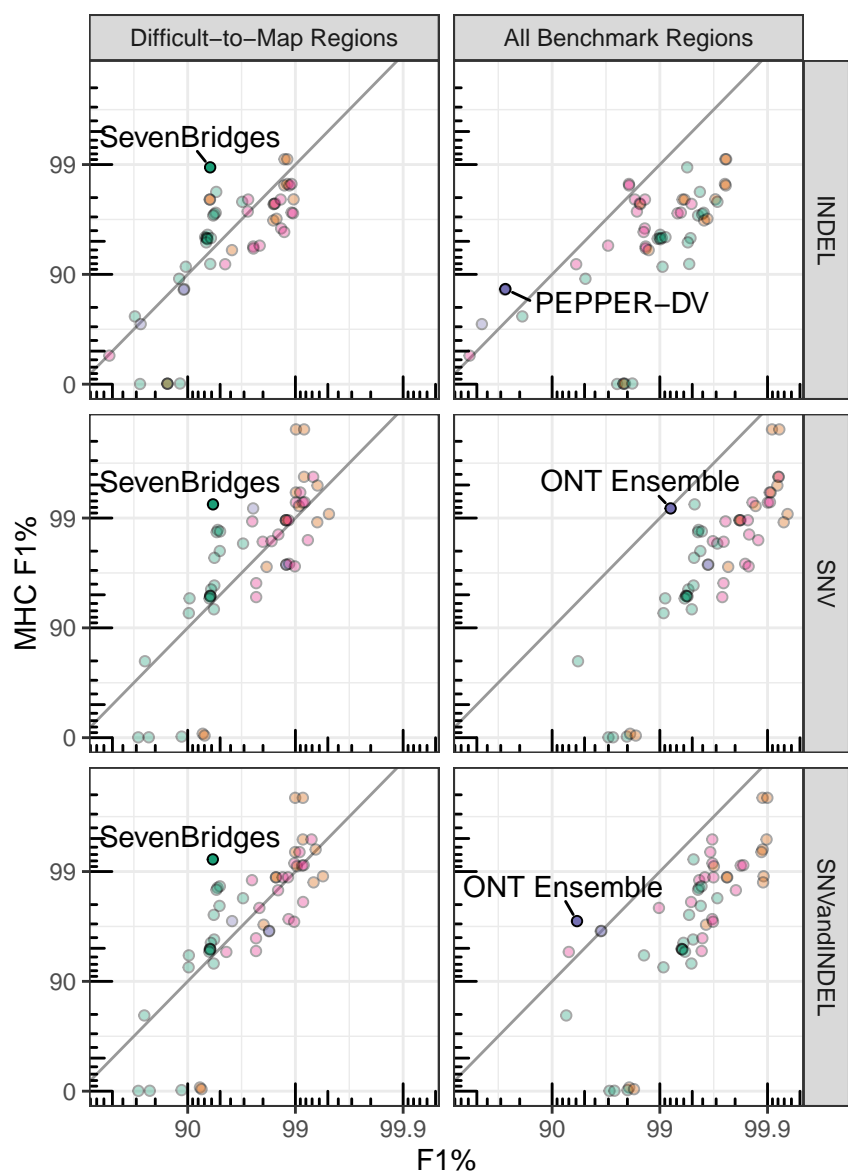 Difficult−to−Map Regions
All Benchmark Regions
SevenBridges
PEPPER−DV
99
90
0
INDEL
SevenBridges
ONT Ensemble
99
90
0
SNV
MHC F1%
SevenBridges
ONT Ensemble
99
90
0
SNVandINDEL
90
99
99.9
90
99
99.9
F1%